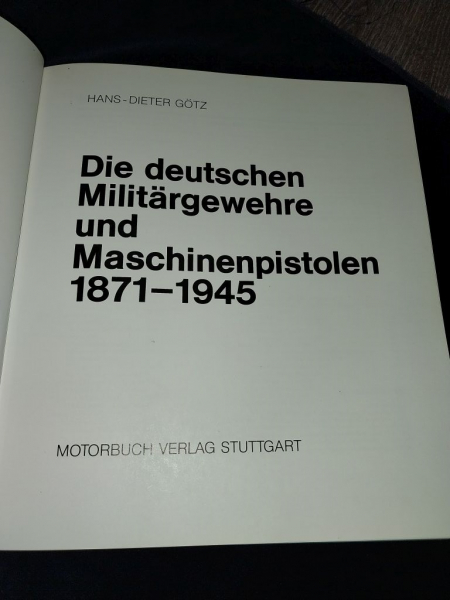 HANS-DIETER GÖTZ
Die deutschen
Militärgewehre
und
Maschinenpistolen
1871–1945
MOTORBUCH VERLAG STUTTGART